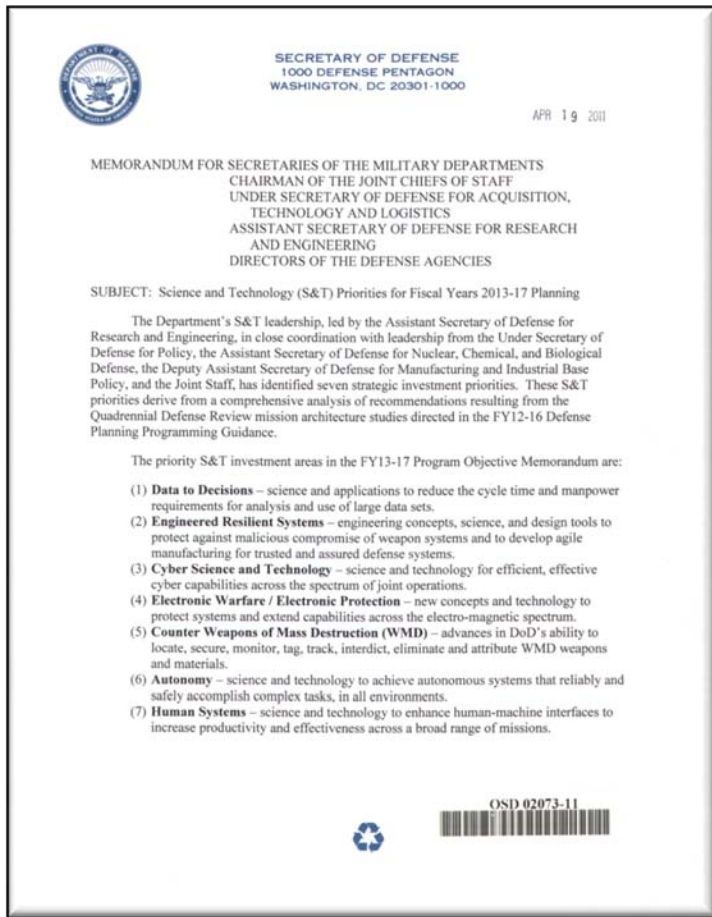 DEPARTMENT OF DEFENSE
UNITED STATES OF AMERICA
SECRETARY OF DEFENSE
1000 DEFENSE PENTAGON
WASHINGTON, DC 20301-1000
APR 19 2011
MEMORANDUM FOR SECRETARIES OF THE MILITARY DEPARTMENTS
CHAIRMAN OF THE JOINT CHIEFS OF STAFF
UNDER SECRETARY OF DEFENSE FOR ACQUISITION,
TECHNOLOGY AND LOGISTICS
ASSISTANT SECRETARY OF DEFENSE FOR RESEARCH
AND ENGINEERING
DIRECTORS OF THE DEFENSE AGENCIES
SUBJECT: Science and Technology (S&T) Priorities for Fiscal Years 2013-17 Planning
The Department's S&T leadership, led by the Assistant Secretary of Defense for
Research and Engineering, in close coordination with leadership from the Under Secretary of
Defense for Policy, the Assistant Secretary of Defense for Nuclear, Chemical, and Biological
Defense, the Deputy Assistant Secretary of Defense for Manufacturing and Industrial Base
Policy, and the Joint Staff, has identified seven strategic investment priorities. These S&T
priorities derive from a comprehensive analysis of recommendations resulting from the
Quadrennial Defense Review mission architecture studies directed in the FY12-16 Defense
Planning Programming Guidance.
The priority S&T investment areas in the FY13-17 Program Objective Memorandum are:
(1) Data to Decisions – science and applications to reduce the cycle time and manpower
requirements for analysis and use of large data sets.
(2) Engineered Resilient Systems – engineering concepts, science, and design tools to
protect against malicious compromise of weapon systems and to develop agile
manufacturing for trusted and assured defense systems.
(3) Cyber Science and Technology – science and technology for efficient, effective
cyber capabilities across the spectrum of joint operations.
(4) Electronic Warfare / Electronic Protection – new concepts and technology to
protect systems and extend capabilities across the electro-magnetic spectrum.
(5) Counter Weapons of Mass Destruction (WMD) – advances in DoD's ability to
locate, secure, monitor, tag, track, interdict, eliminate and attribute WMD weapons
and materials.
(6) Autonomy – science and technology to achieve autonomous systems that reliably and
safely accomplish complex tasks, in all environments.
(7) Human Systems – science and technology to enhance human-machine interfaces to
increase productivity and effectiveness across a broad range of missions.
OSD 02073-11